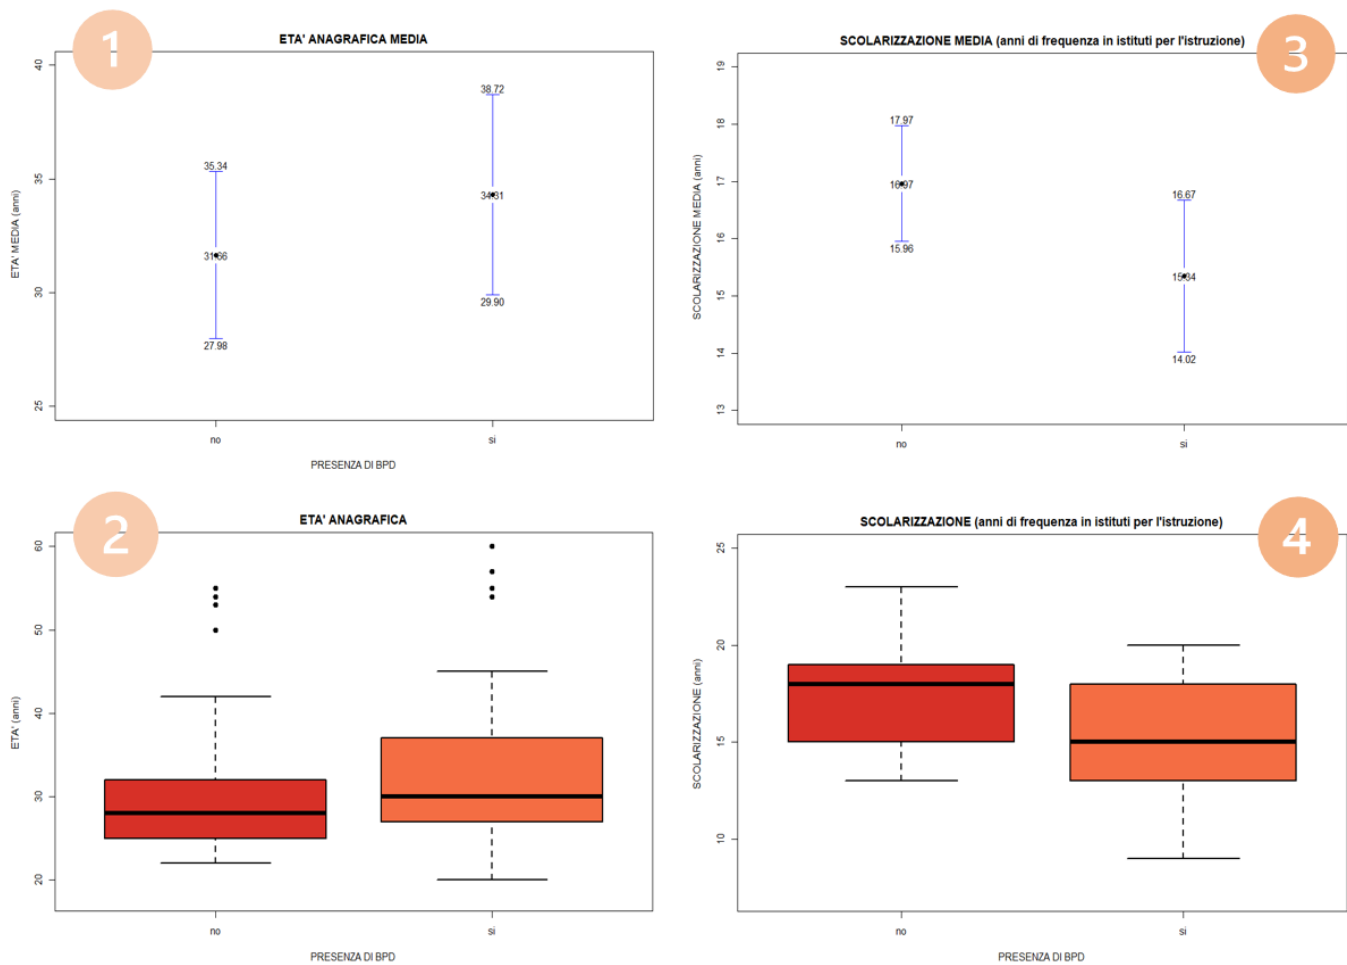 1
ETA' ANAGRAFICA MEDIA
ETA' MEDIA (anni)
40
35
30
25
35.34
31.66
27.98
38.72
34.31
29.90
no
si
PRESENZA DI BPD
3
SCOLARIZZAZIONE MEDIA (anni di frequenza in istituti per l'istruzione)
SCOLARIZZAZIONE MEDIA (anni)
19
18
17
16
15
14
13
17.97
16.97
15.96
16.67
15.34
14.02
no
si
2
ETA' ANAGRAFICA
ETA' (anni)
60
50
40
30
20
no
si
PRESENZA DI BPD
4
SCOLARIZZAZIONE (anni di frequenza in istituti per l'istruzione)
SCOLARIZZAZIONE (anni)
25
20
15
10
no
si
PRESENZA DI BPD